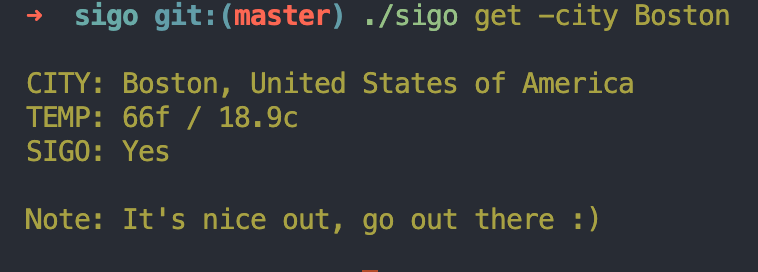 ➜ sigo git:(master) ./sigo get -city Boston
CITY: Boston, United States of America
TEMP: 66f / 18.9c
SIGO: Yes
Note: It's nice out, go out there :)